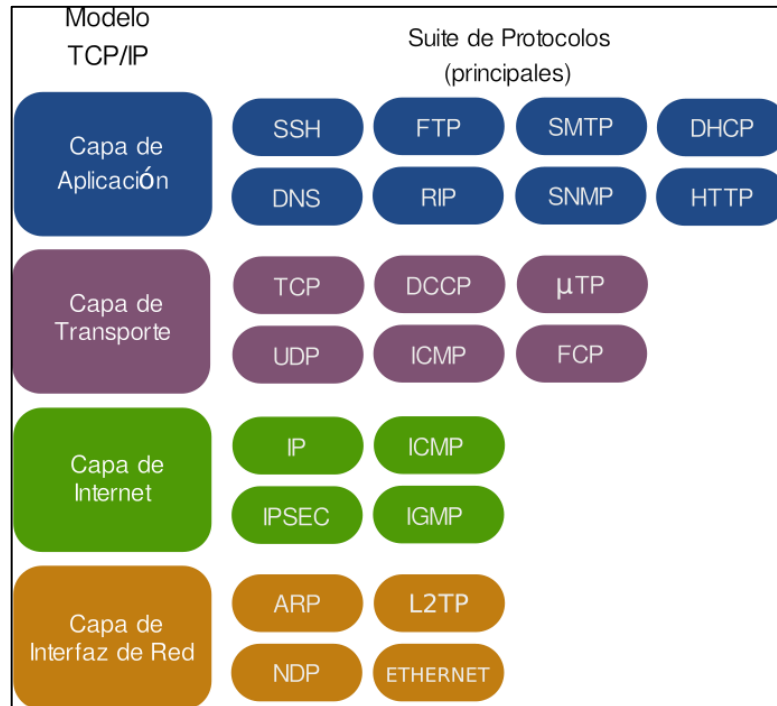 Modelo
TCP/IP
Suite de Protocolos
(principales)
Capa de
Aplicación
SSH
FTP
SMTP
DHCP
DNS
RIP
SNMP
HTTP
Capa de
Transporte
TCP
DCCP
µTP
UDP
ICMP
FCP
Capa de
Internet
IP
ICMP
IPSEC
IGMP
Capa de
Interfaz de Red
ARP
L2TP
NDP
ETHERNET